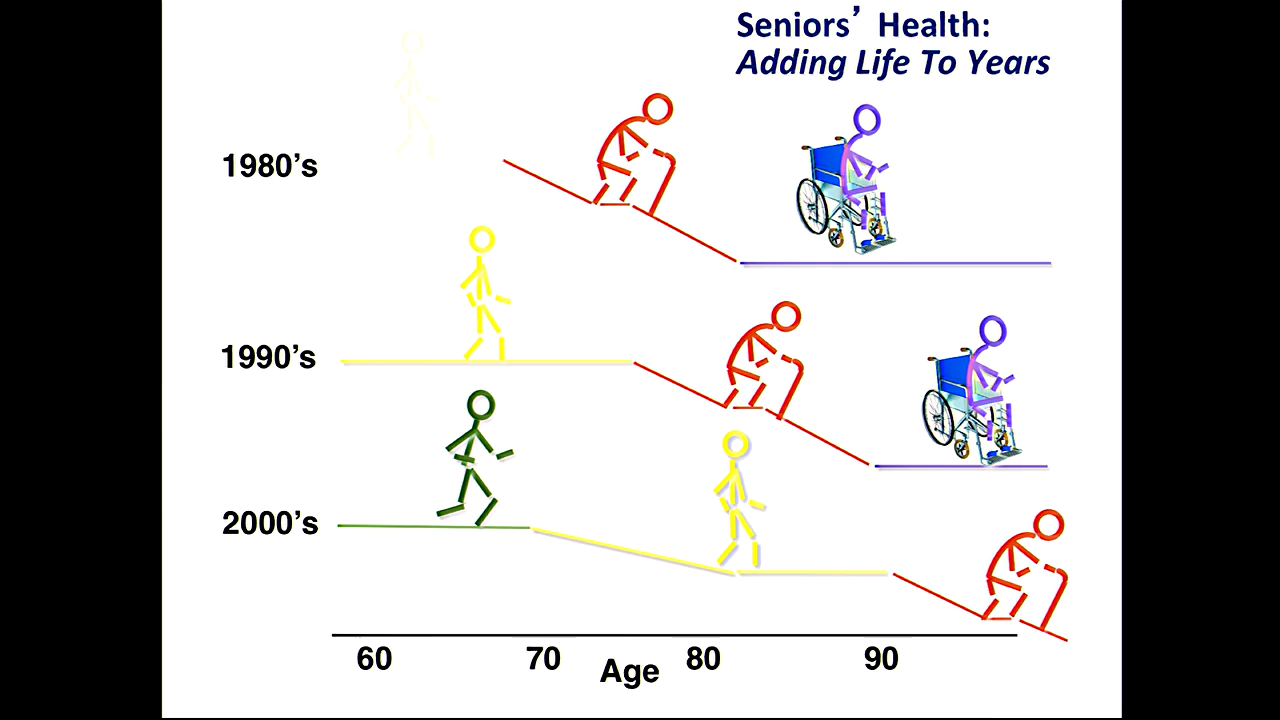 Seniors’ Health:
Adding Life To Years
1980’s
1990’s
2000’s
60 70 80 90
Age